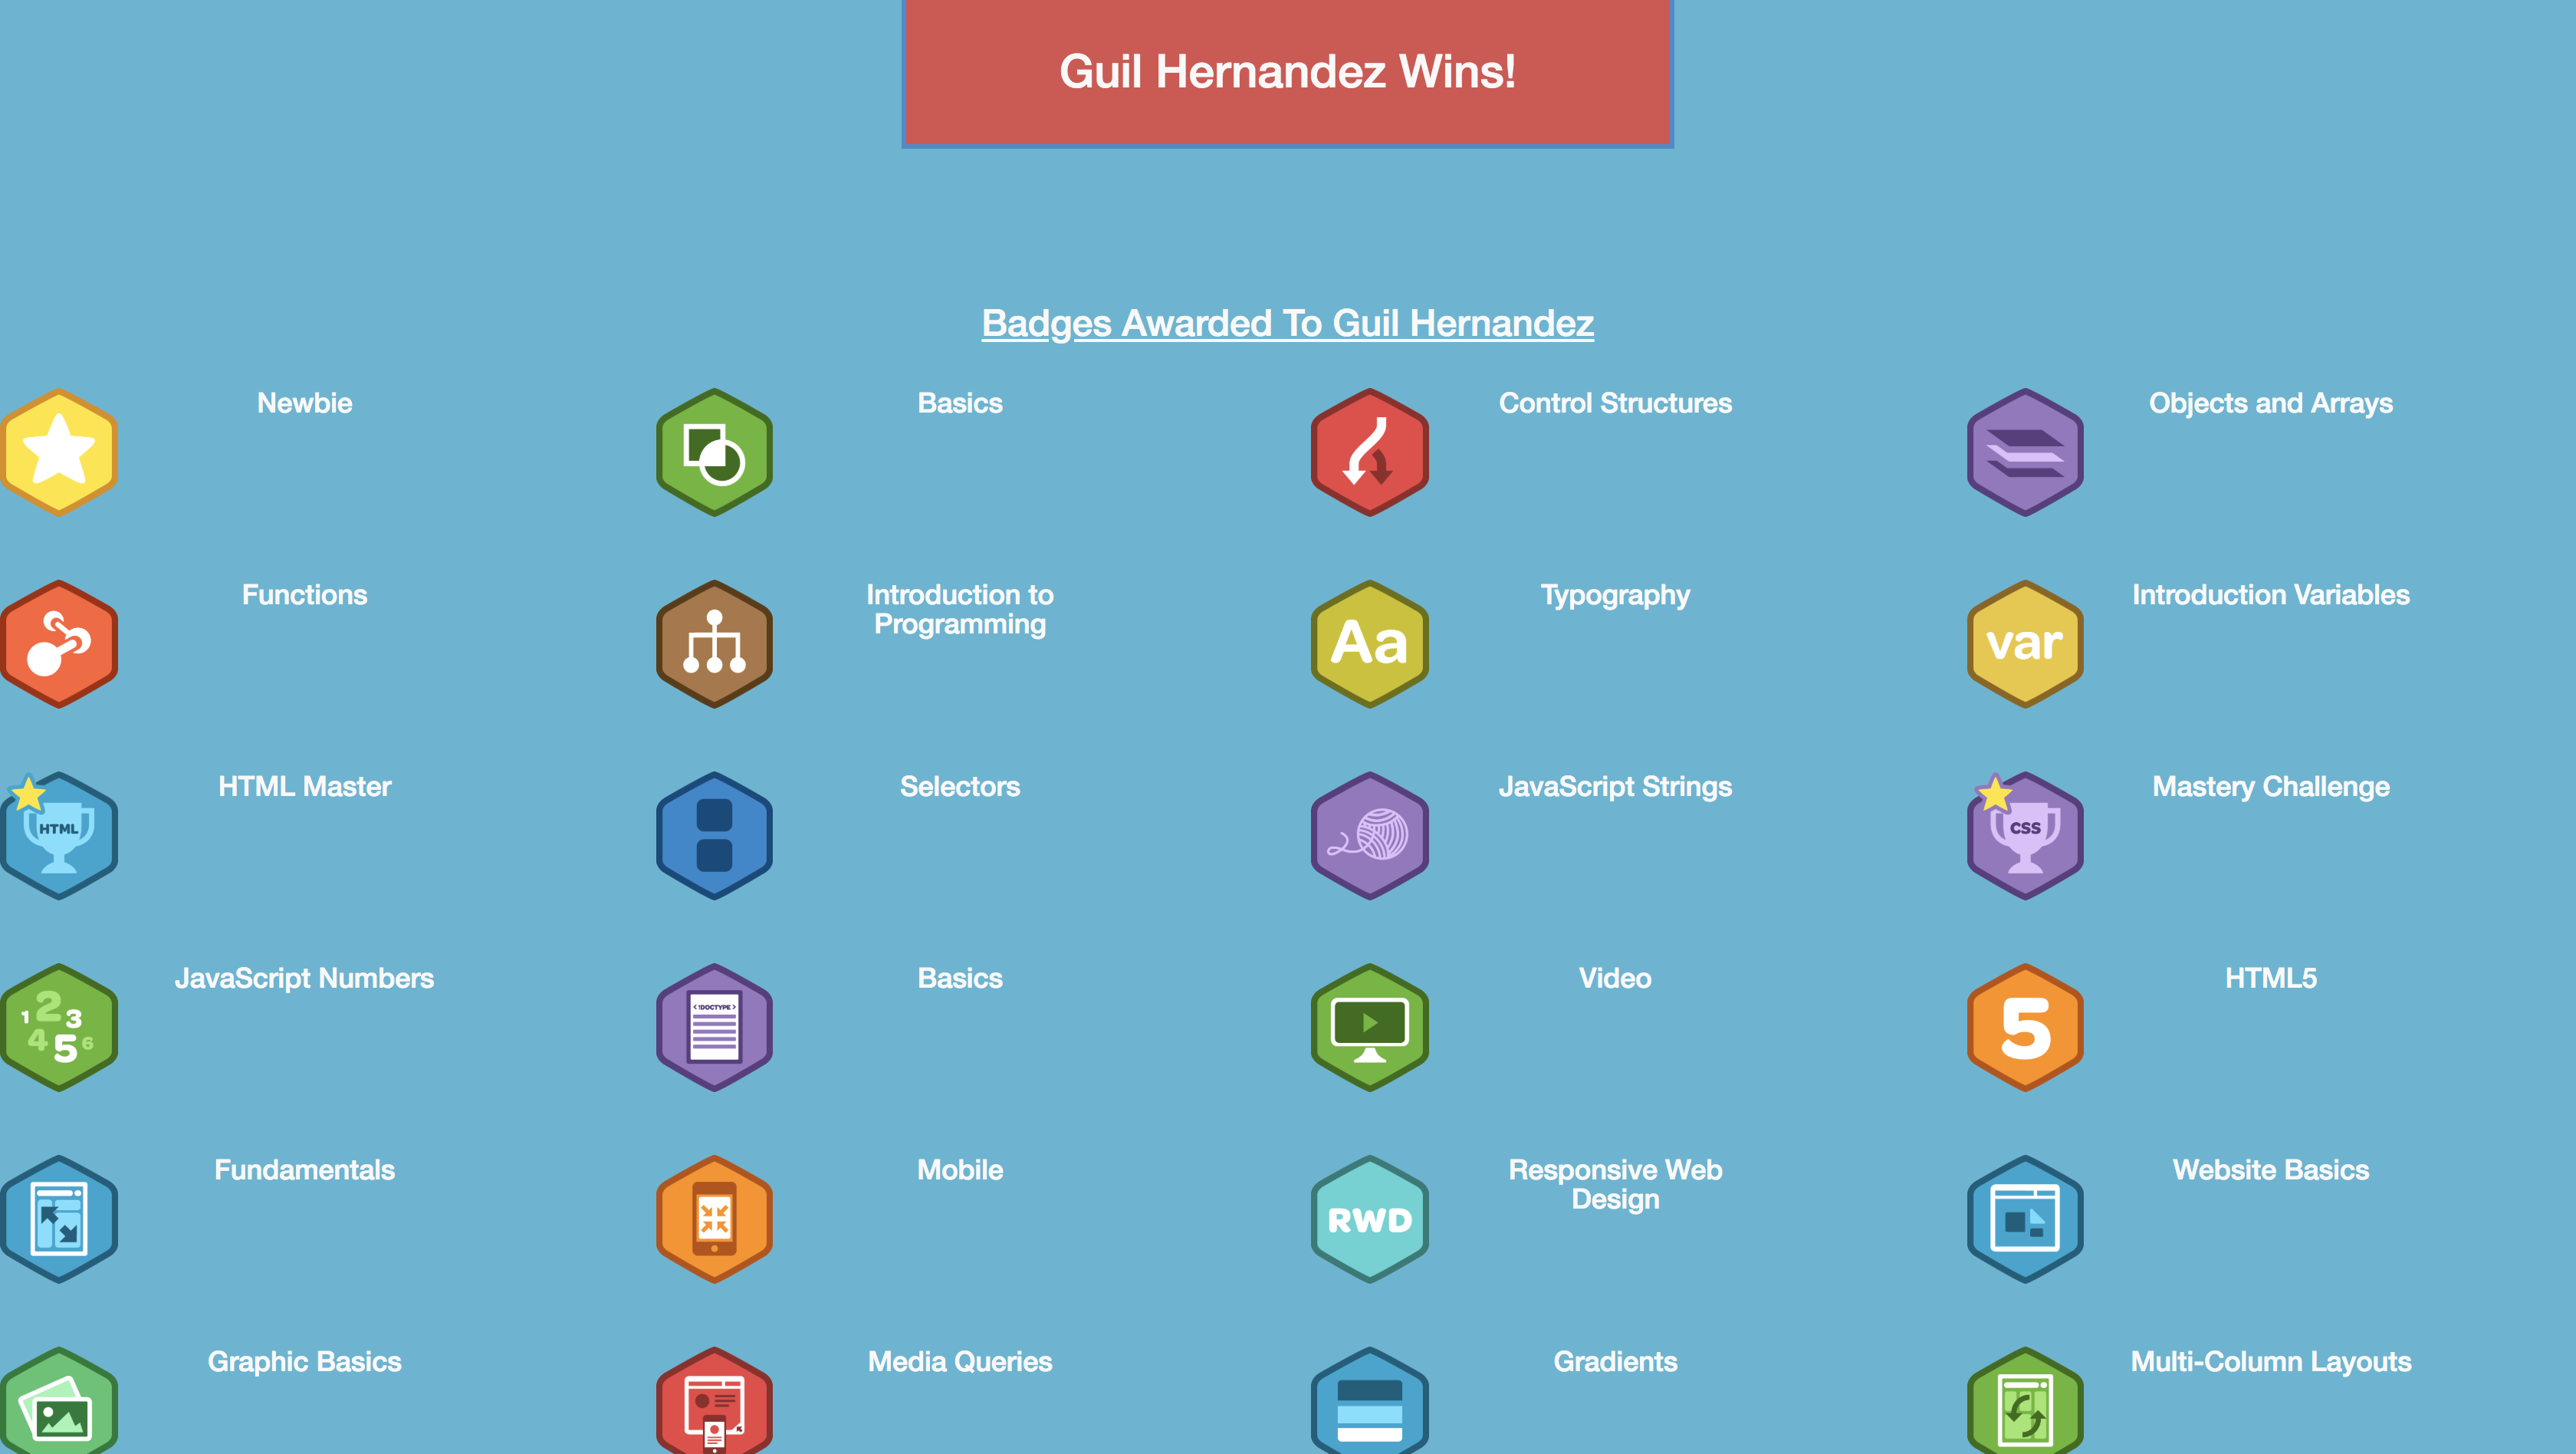 Guil Hernandez Wins!
Badges Awarded To Guil Hernandez
Newbie
Basics
Control Structures
Objects and Arrays
Functions
Introduction to
Programming
Aa
Typography
var
Introduction Variables
HTML
HTML Master
Selectors
JavaScript Strings
CSS
Mastery Challenge
1 2 3
4 5 6
JavaScript Numbers
<!DOCTYPE>
Basics
Video
5
HTML5
Fundamentals
Mobile
RWD
Responsive Web
Design
Website Basics
Graphic Basics
Media Queries
Gradients
Multi-Column Layouts